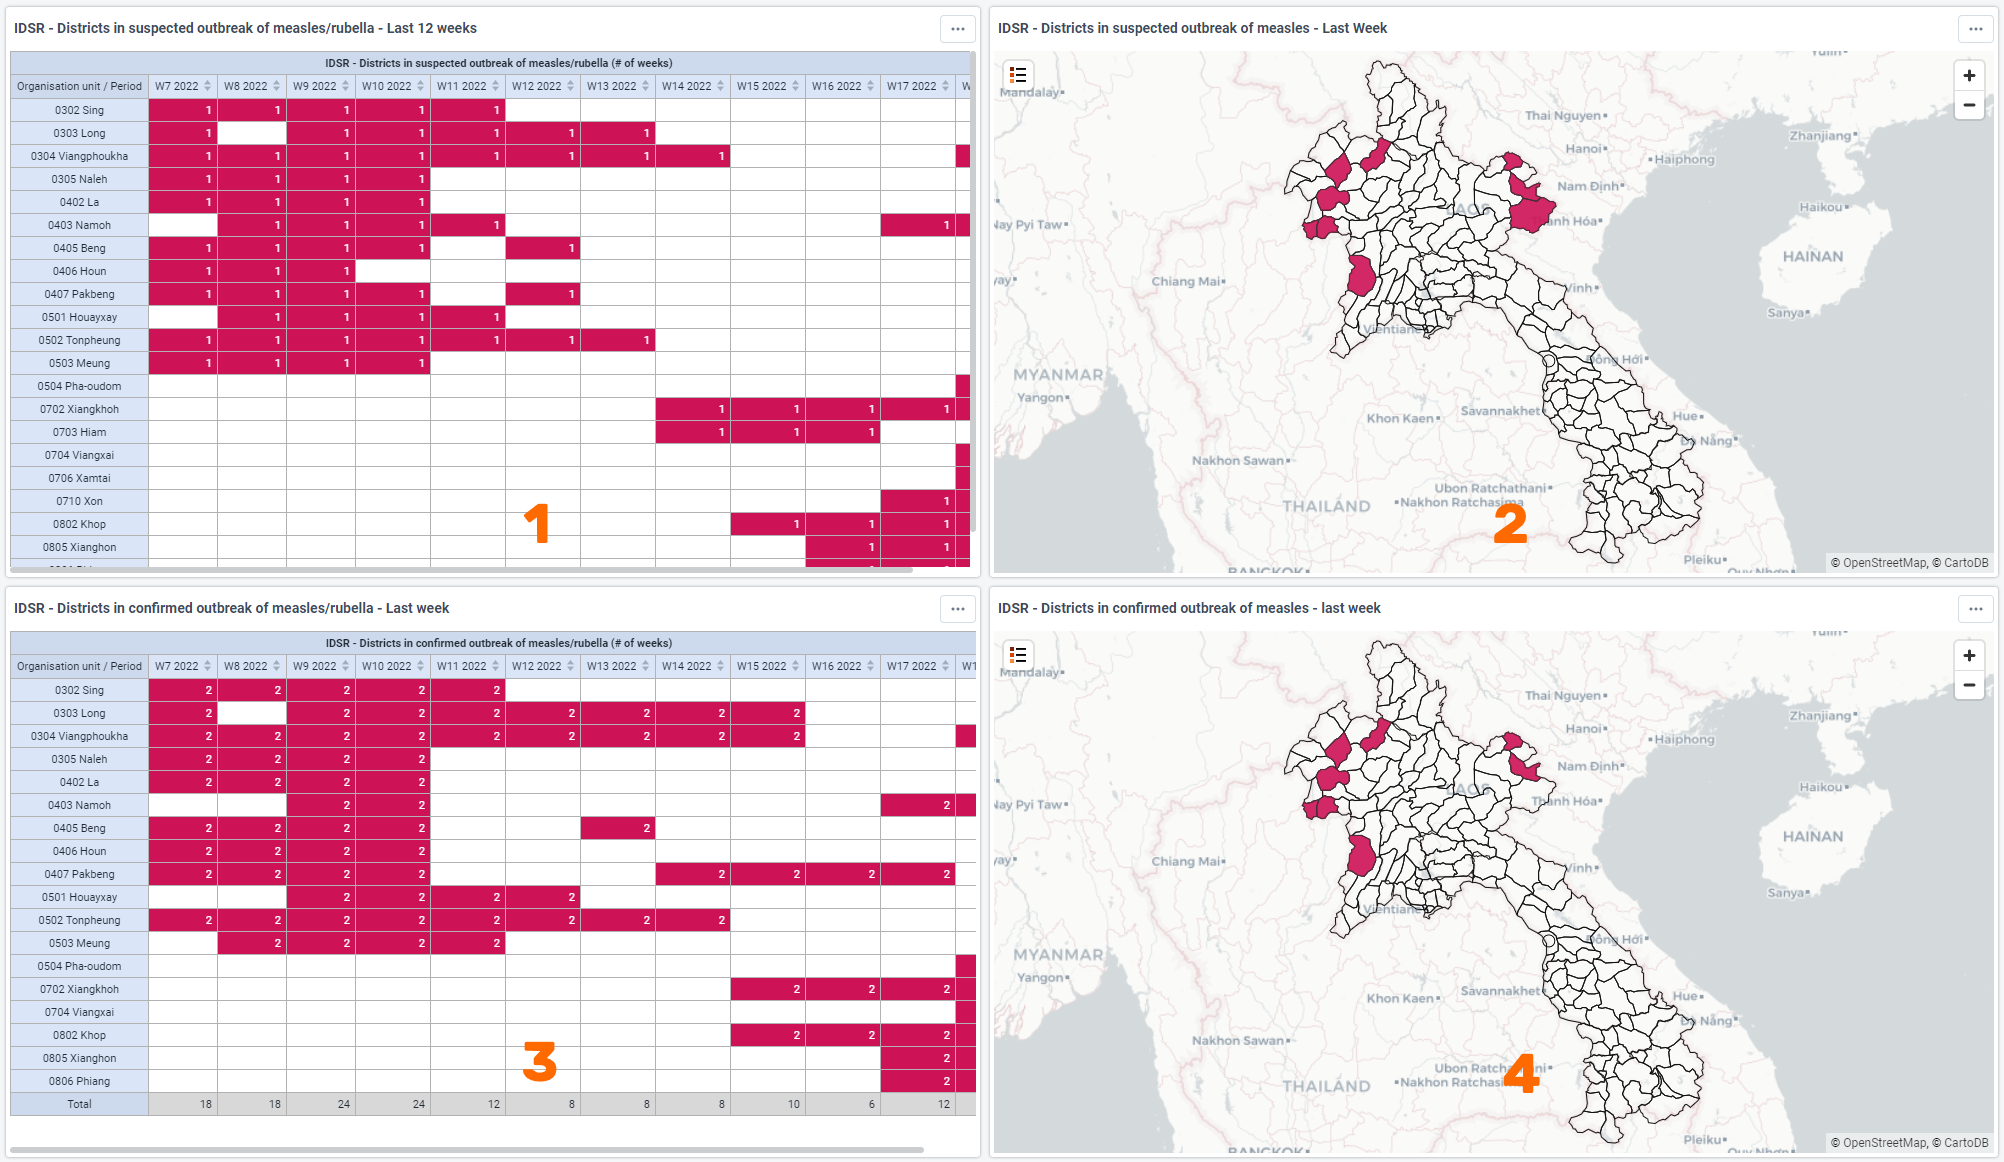 IDSR - Districts in suspected outbreak of measles/rubella - Last 12 weeks
IDSR - Districts in suspected outbreak of measles/rubella (# of weeks)
Organisation unit / Period W7 2022 W8 2022 W9 2022 W10 2022 W11 2022 W12 2022 W13 2022 W14 2022 W15 2022 W16 2022 W17 2022 W
0302 Sing 1 1 1 1 1
0303 Long 1 1 1 1 1 1
0304 Viangphoukha 1 1 1 1 1 1 1 1
0305 Naleh 1 1 1 1
0402 La 1 1 1 1
0403 Namoh 1 1 1 1 1
0405 Beng 1 1 1 1 1
0406 Houn 1 1 1
0407 Pakbeng 1 1 1 1 1
0501 Houayxay 1 1 1 1
0502 Tonpheung 1 1 1 1 1 1 1
0503 Meung 1 1 1 1
0504 Pha-oudom
0702 Xiangkhoh 1 1 1 1
0703 Hiam 1 1 1
0704 Viangxai
0706 Xamtai
0710 Xon 1
0802 Khop 1 1 1
0805 Xianghon 1 1
1
IDSR - Districts in suspected outbreak of measles - Last Week
Mandalay
Thai Nguyen
Zhanjiang
Hanoi
Haiphong
Nam Định
LAOS
Haikou
Nay Pyi Taw
Thanh Hóa
HAINAN
Chiang Mai
Vinh
Sanya
Vientiane
Đồng Hới
MYANMAR
Yangon
Khon Kaen
Savannakhet
Hue
Da Nẵng
Nakhon Sawan
Ubon Ratchathani
THAILAND
Nakhon Ratchasima
2
Pleiku
BANGKOK
Quy Nhơn
© OpenStreetMap, © CartoDB
IDSR - Districts in confirmed outbreak of measles/rubella - Last week
IDSR - Districts in confirmed outbreak of measles/rubella (# of weeks)
Organisation unit / Period W7 2022 W8 2022 W9 2022 W10 2022 W11 2022 W12 2022 W13 2022 W14 2022 W15 2022 W16 2022 W17 2022 W1
0302 Sing 2 2 2 2 2
0303 Long 2 2 2 2 2 2 2 2
0304 Viangphoukha 2 2 2 2 2 2 2 2 2
0305 Naleh 2 2 2 2
0402 La 2 2 2 2
0403 Namoh 2 2 2
0405 Beng 2 2 2 2 2
0406 Houn 2 2 2 2
0407 Pakbeng 2 2 2 2 2 2 2 2
0501 Houayxay 2 2 2 2
0502 Tonpheung 2 2 2 2 2 2 2 2
0503 Meung 2 2 2 2
0504 Pha-oudom
0702 Xiangkhoh 2 2 2
0704 Viangxai
0802 Khop 2 2 2
0805 Xianghon 2
0806 Phiang 2
Total 18 18 24 24 12 8 8 8 10 6 12
3
IDSR - Districts in confirmed outbreak of measles - last week
Mandalay
Thai Nguyen
Zhanjiang
Hanoi
Haiphong
Nam Định
LAOS
Haikou
Nay Pyi Taw
Thanh Hóa
HAINAN
Chiang Mai
Vinh
Sanya
Vientiane
Đồng Hới
MYANMAR
Yangon
Khon Kaen
Savannakhet
Hue
Da Nẵng
Nakhon Sawan
THAILAND
4
Pleiku
BANGKOK
© OpenStreetMap, © CartoDB